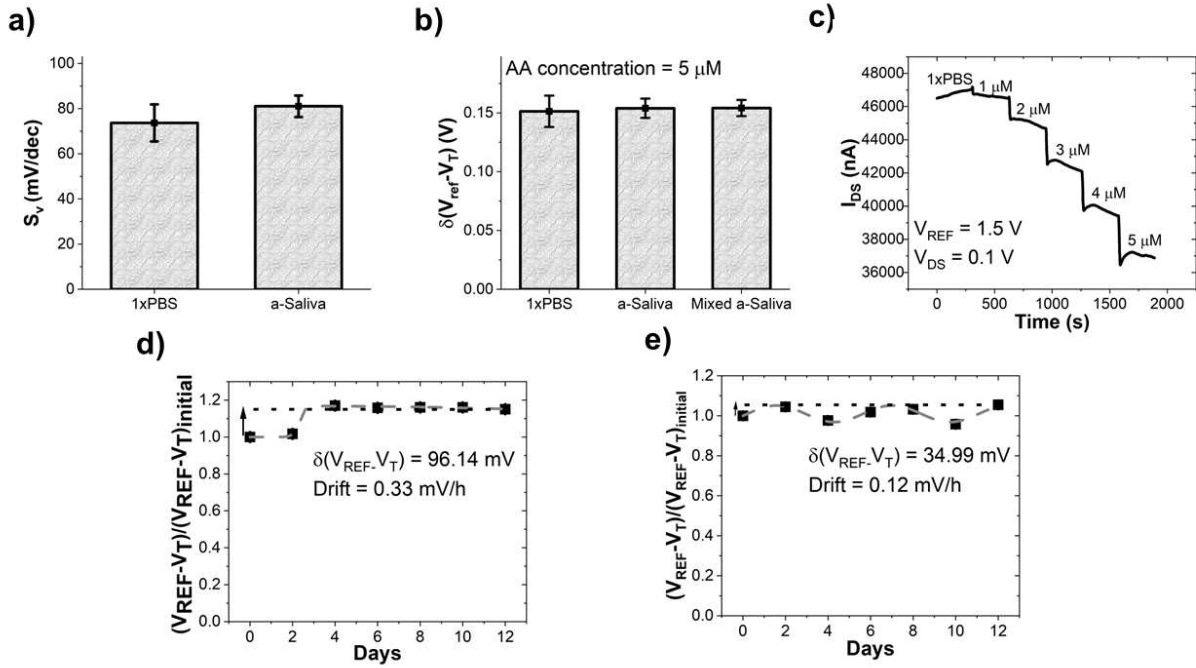 a)
100
80
60
40
20
0
Sᵥ (mV/dec)
1xPBS
a-Saliva
b)
AA concentration = 5 μM
0.15
0.10
0.05
0.00
δ(V_ref-V_T) (V)
1xPBS
a-Saliva
Mixed a-Saliva
c)
48000
46000
44000
42000
40000
38000
36000
I_DS (nA)
1xPBS
1 μM
2 μM
3 μM
4 μM
5 μM
V_REF = 1.5 V
V_DS = 0.1 V
0
500
1000
1500
2000
Time (s)
d)
1.2
1.0
0.8
0.6
0.4
0.2
0.0
(V_REF-V_T)/(V_REF-V_T)initial
δ(V_REF-V_T) = 96.14 mV
Drift = 0.33 mV/h
0 2 4 6 8 10 12
Days
e)
1.2
1.0
0.8
0.6
0.4
0.2
0.0
(V_REF-V_T)/(V_REF-V_T)_initial
δ(V_REF-V_T) = 34.99 mV
Drift = 0.12 mV/h
0 2 4 6 8 10 12
Days